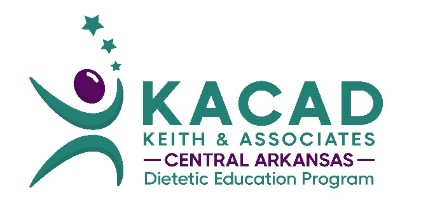 KACAD
KEITH & ASSOCIATES
CENTRAL ARKANSAS
Dietetic Education Program